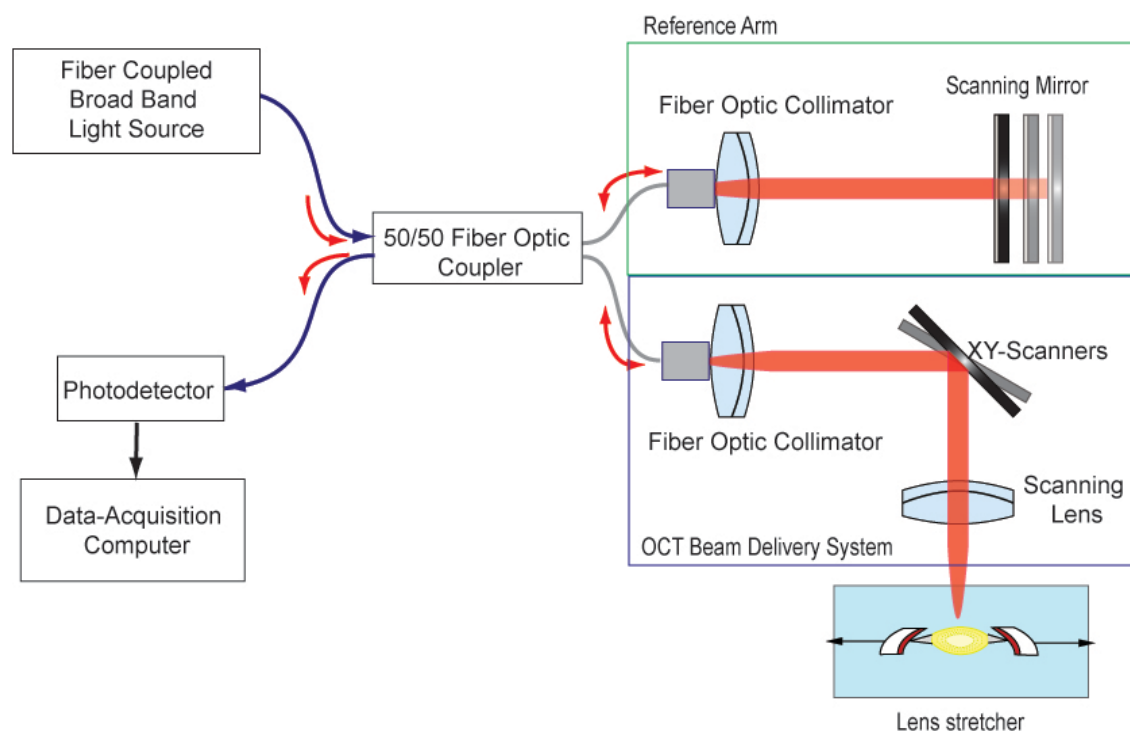 Reference Arm
Fiber Coupled
Broad Band
Light Source
Fiber Optic Collimator
Scanning Mirror
50/50 Fiber Optic
Coupler
XY-Scanners
Photodetector
Fiber Optic Collimator
Scanning
Lens
Data-Acquisition
Computer
OCT Beam Delivery System
Lens stretcher